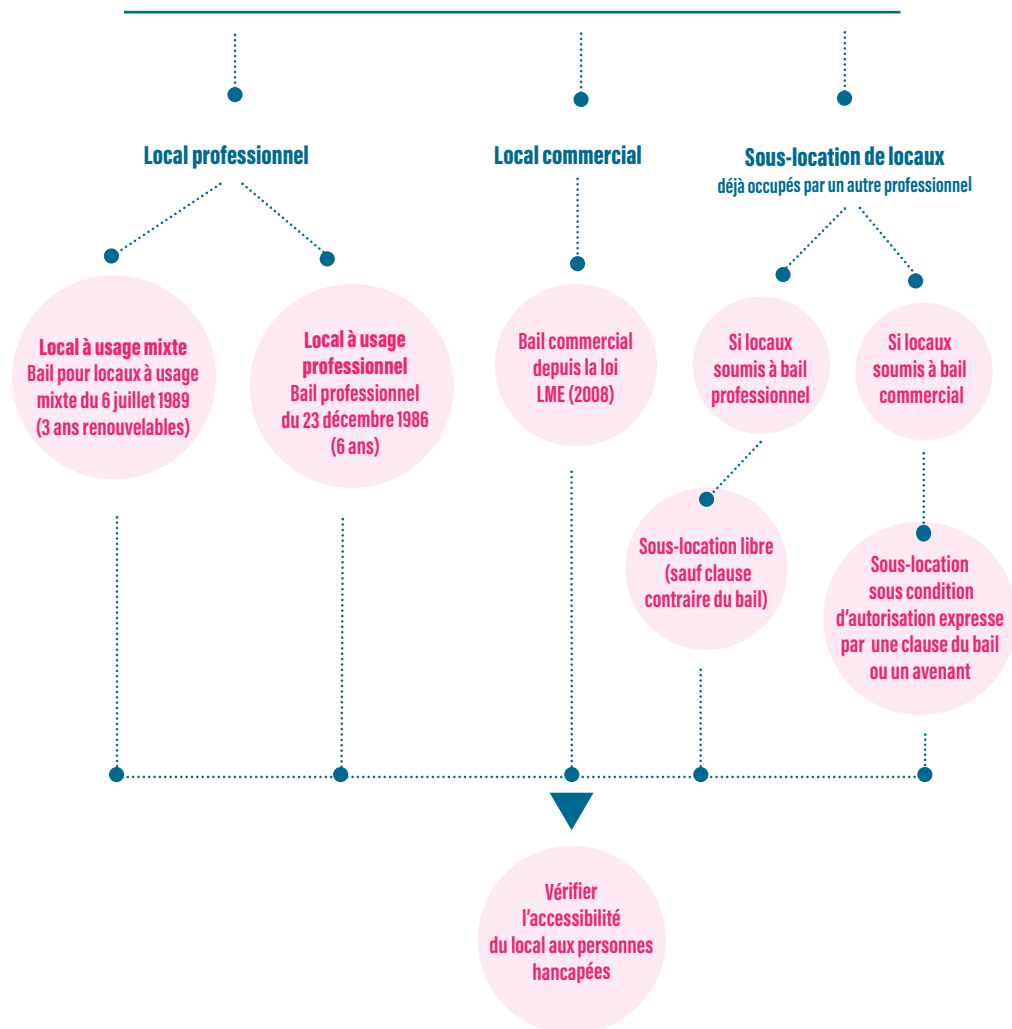 Local professionnel
Local commercial
Sous-location de locaux
déjà occupés par un autre professionnel
Local à usage mixte
Bail pour locaux à usage
mixte du 6 juillet 1989
(3 ans renouvelables)
Local à usage
professionnel
Bail professionnel
du 23 décembre 1986
(6 ans)
Bail commercial
depuis la loi
LME (2008)
Si locaux
soumis à bail
professionnel
Si locaux
soumis à bail
commercial
Sous-location libre
(sauf clause
contraire du bail)
Sous-location
sous condition
d'autorisation expresse
par une clause du bail
ou un avenant
Vérifier
l'accessibilité
du local aux personnes
hancapées